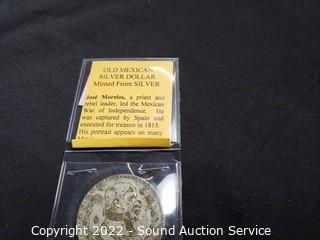 OLD MEXICAN
SILVER DOLLAR
Minted From SILVER
José Morelos, a priest and
rebel leader, led the Mexican
War of Independence. He
was captured by Spain and
executed for treason in 1815.
His portrait appears on many
Copyright 2022 - Sound Auction Service